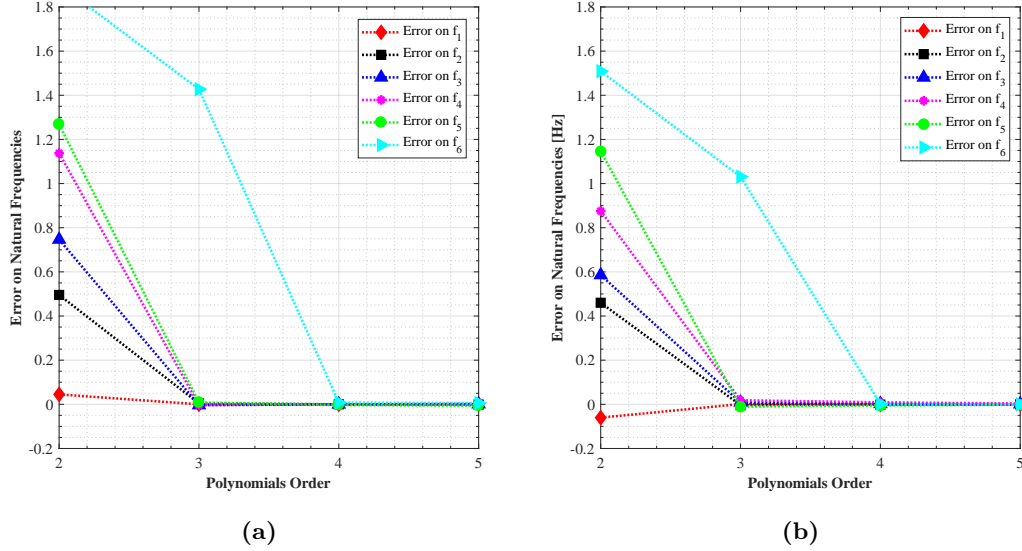 1.8
1.6
1.4
1.2
1
0.8
0.6
0.4
0.2
0
-0.2
2
3
4
5
Error on Natural Frequencies
Polynomials Order
Error on f1
Error on f2
Error on f3
Error on f4
Error on f5
Error on f6
(a)
1.8
1.6
1.4
1.2
1
0.8
0.6
0.4
0.2
0
-0.2
2
3
4
5
Error on Natural Frequencies [Hz]
Polynomials Order
Error on f1
Error on f2
Error on f3
Error on f4
Error on f5
Error on f6
(b)